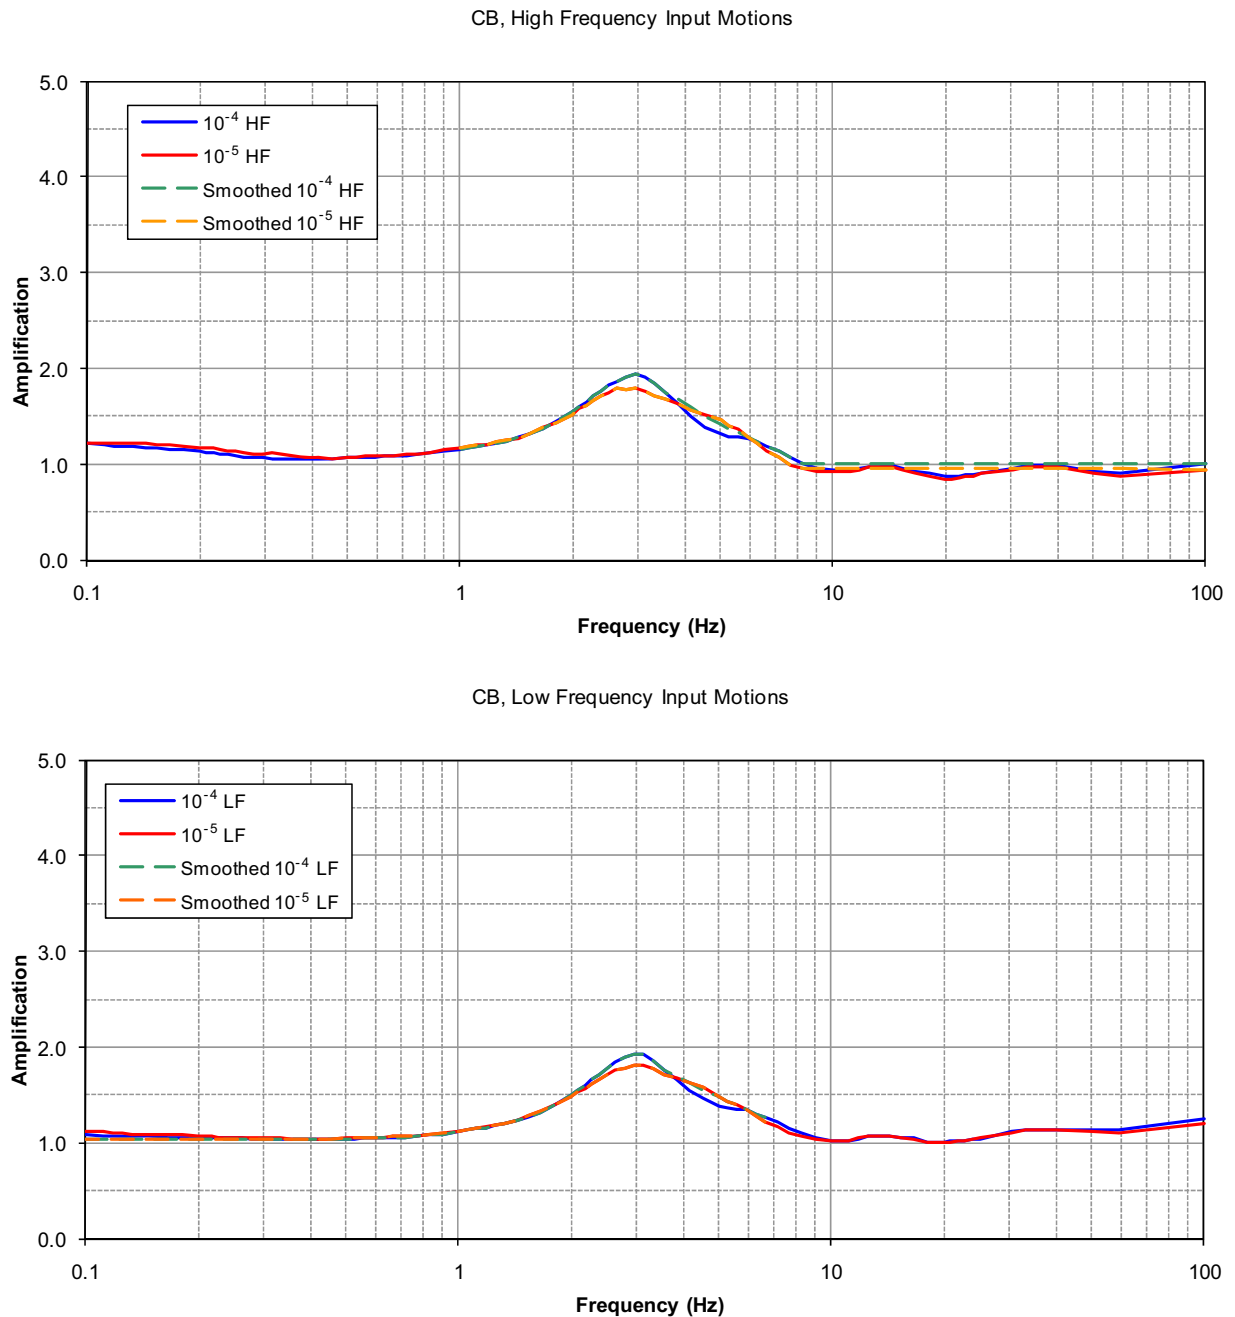 CB, High Frequency Input Motions
5.0
10⁻⁴ HF
10⁻⁵ HF
4.0
Smoothed 10⁻⁴ HF
Smoothed 10⁻⁵ HF
3.0
Amplification
2.0
1.0
0.0
0.1 1 10 100
Frequency (Hz)
CB, Low Frequency Input Motions
5.0
10⁻⁴ LF
10⁻⁵ LF
4.0
Smoothed 10⁻⁴ LF
Smoothed 10⁻⁵ LF
3.0
Amplification
2.0
1.0
0.0
0.1 1 10 100
Frequency (Hz)